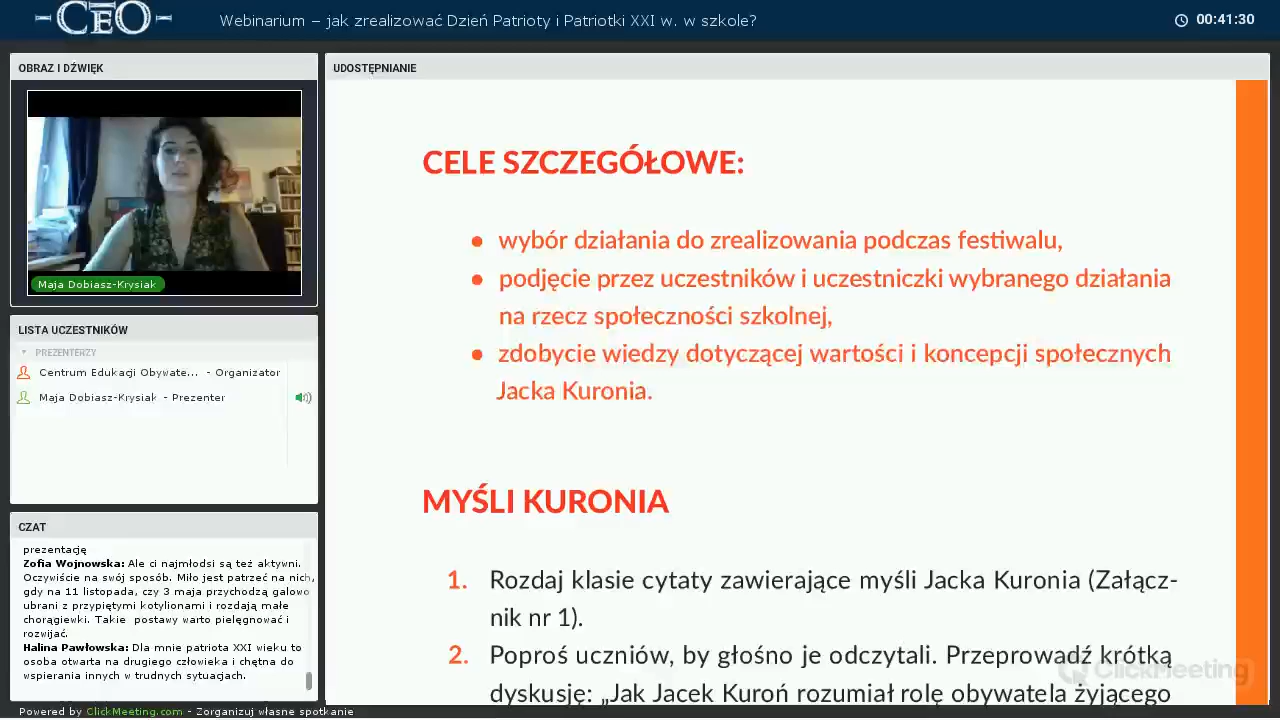 CEO
Webinarium – jak zrealizować Dzień Patrioty i Patriotki XXI w. w szkole?
00:41:30
OBRAZ I DŹWIĘK
Maja Dobiasz-Krysiak
LISTA UCZESTNIKÓW
PREZENTERZY
Centrum Edukacji Obywate... - Organizator
Maja Dobiasz-Krysiak - Prezenter
CZAT
prezentację
Zofia Wojnowska: Ale ci najmłodsi są też aktywni.
Oczywiście na swój sposób. Miło jest patrzeć na nich,
gdy na 11 listopada, czy 3 maja przychodzą galowo
ubrani z przypiętymi kotylionami i rozdają małe
chorągiewki. Takie postawy warto pielęgnować i
rozwijać.
Halina Pawłowska: Dla mnie patriota XXI wieku to
osoba otwarta na drugiego człowieka i chętna do
wspierania innych w trudnych sytuacjach.
UDOSTĘPNIANIE
CELE SZCZEGÓŁOWE:
● wybór działania do zrealizowania podczas festiwalu,
● podjęcie przez uczestników i uczestniczki wybranego działania
na rzecz społeczności szkolnej,
● zdobycie wiedzy dotyczącej wartości i koncepcji społecznych
Jacka Kuronia.
MYŚLI KURONIA
1. Rozdaj klasie cytaty zawierające myśli Jacka Kuronia (Załącz-
nik nr 1).
2. Poproś uczniów, by głośno je odczytali. Przeprowadź krótką
dyskusję: „Jak Jacek Kuroń rozumiał rolę obywatela żyjącego
ClickMeeting
Powered by ClickMeeting.com - Zorganizuj własne spotkanie